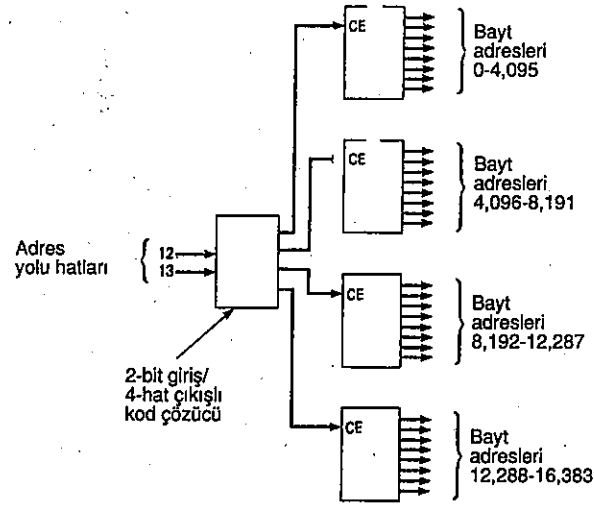 CE
Bayt
adresleri
0-4,095
CE
Bayt
adresleri
4,096-8,191
Adres
yolu hatları
12
13
CE
Bayt
adresleri
8,192-12,287
2-bit giriş/
4-hat çıkışlı
kod çözücü
CE
Bayt
adresleri
12,288-16,383